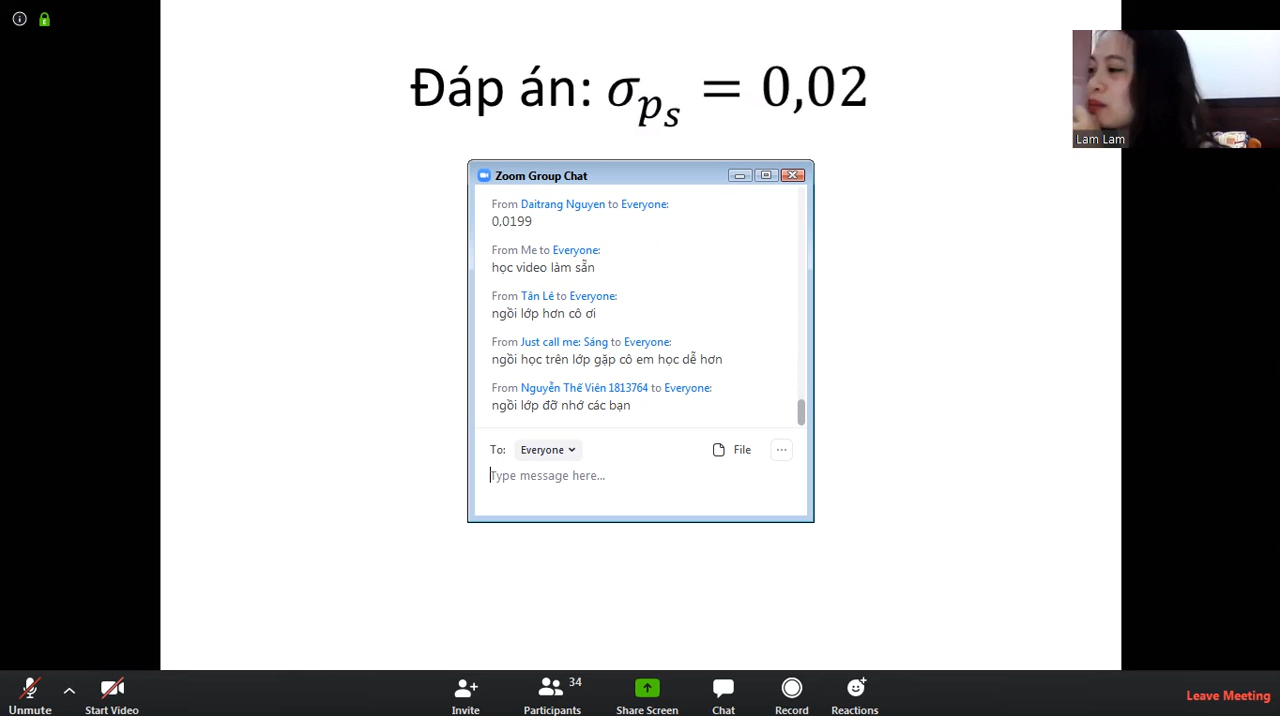 Đáp án: σ_{p_s} = 0,02
Lam Lam
Zoom Group Chat
From Daitrang Nguyen to Everyone:
0,0199
From Me to Everyone:
học video làm sẵn
From Tân Lê to Everyone:
ngồi lớp hơn cô ơi
From Just call me: Sáng to Everyone:
ngồi học trên lớp gặp cô em học dễ hơn
From Nguyễn Thế Viên 1813764 to Everyone:
ngồi lớp đỡ nhớ các bạn
To: Everyone File
Type message here...
Unmute Start Video Invite Participants 34 Share Screen Chat Record Reactions Leave Meeting